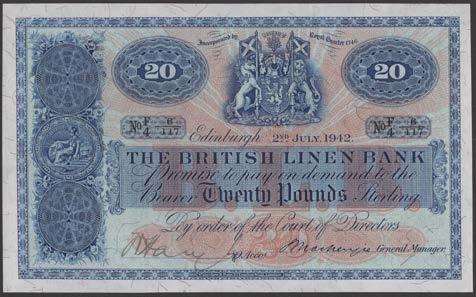 Incorporated by Royal Charter 1746
20 20
No F/4 6/117 No F/4 6/117
Edinburgh 2ND JULY, 1942.
THE BRITISH LINEN BANK
Promise to pay on demand to the
Bearer Twenty Pounds Sterling.
By order of the Court of Directors
Mackenzie General Manager.